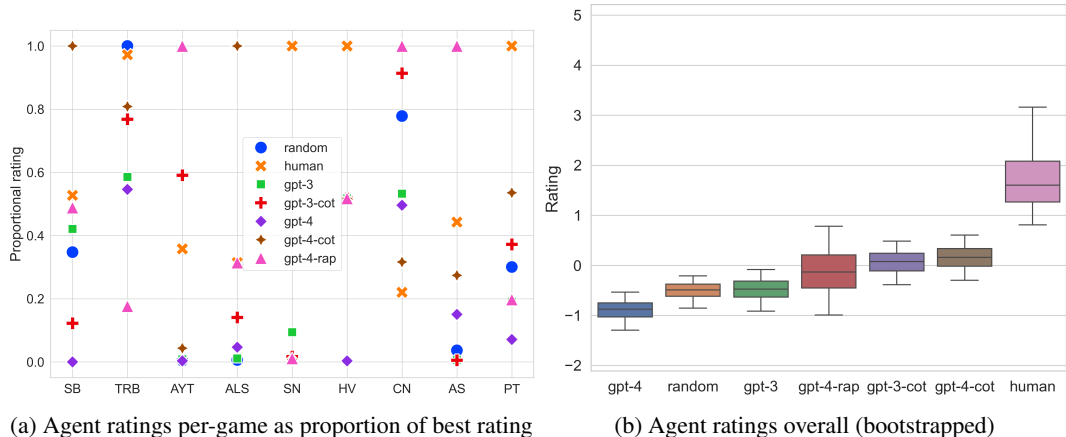 1.0
0.8
0.6
0.4
0.2
0.0
Proportional rating
random
human
gpt-3
gpt-3-cot
gpt-4
gpt-4-cot
gpt-4-rap
SB TRB AYT ALS SN HV CN AS PT
(a) Agent ratings per-game as proportion of best rating
5
4
3
2
1
0
−1
−2
Rating
gpt-4 random gpt-3 gpt-4-rap gpt-3-cot gpt-4-cot human
(b) Agent ratings overall (bootstrapped)